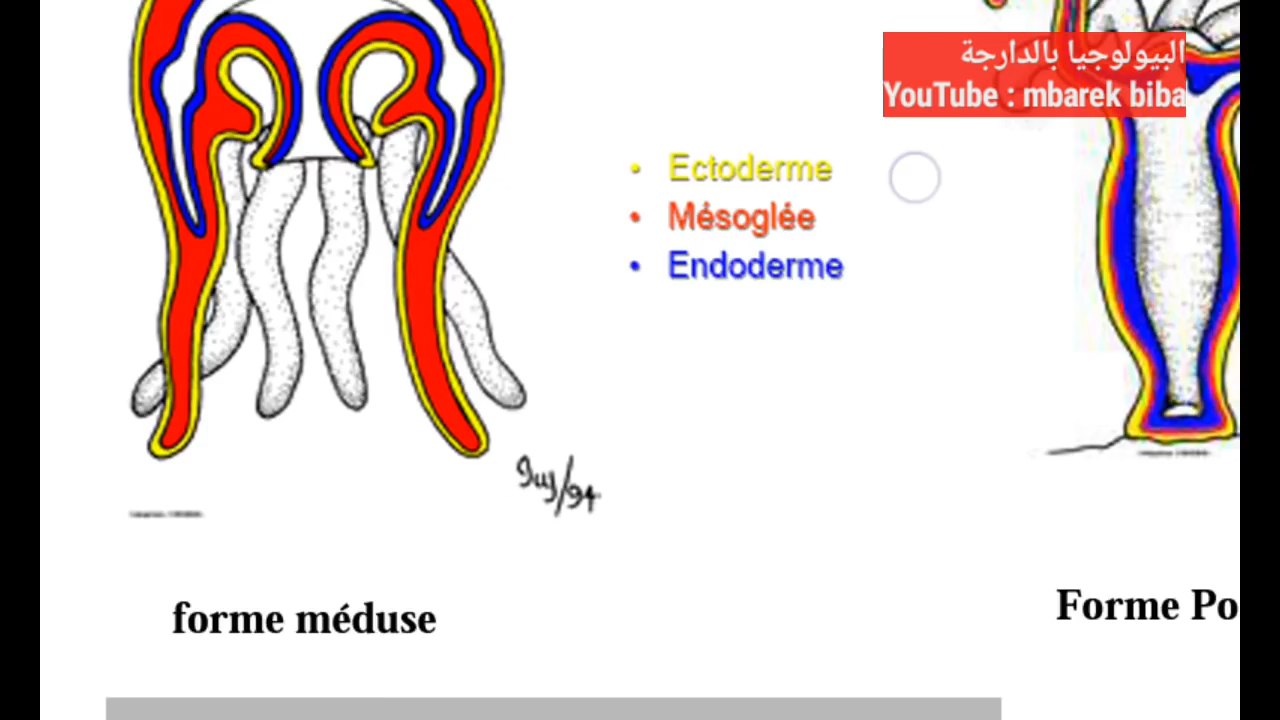 البيولوجيا بالدارجة
YouTube : mbarek biba
• Ectoderme
• Mésoglée
• Endoderme
forme méduse
Forme Po